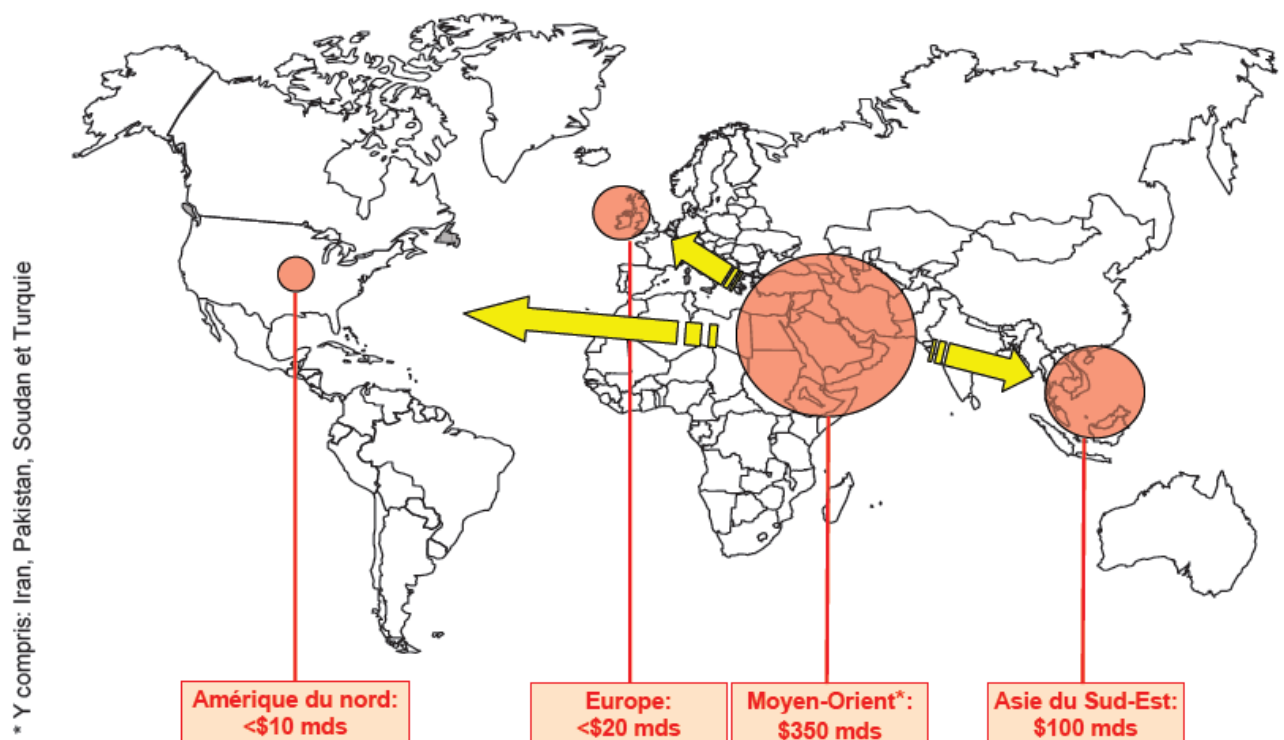 * Y compris: Iran, Pakistan, Soudan et Turquie
Amérique du nord:
<$10 mds
Europe:
<$20 mds
Moyen-Orient*:
$350 mds
Asie du Sud-Est:
$100 mds